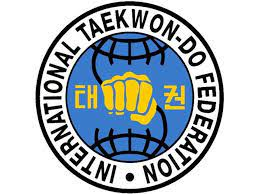 INTERNATIONAL TAEKWON-DO FEDERATION
태 권